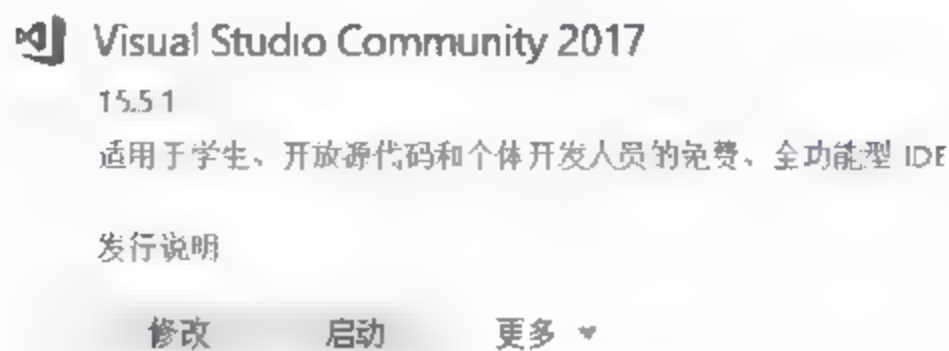 Visual Studio Community 2017
15.5.1
适用于学生、开放源代码和个体开发人员的免费、全功能型 IDE
发行说明
修改 启动 更多